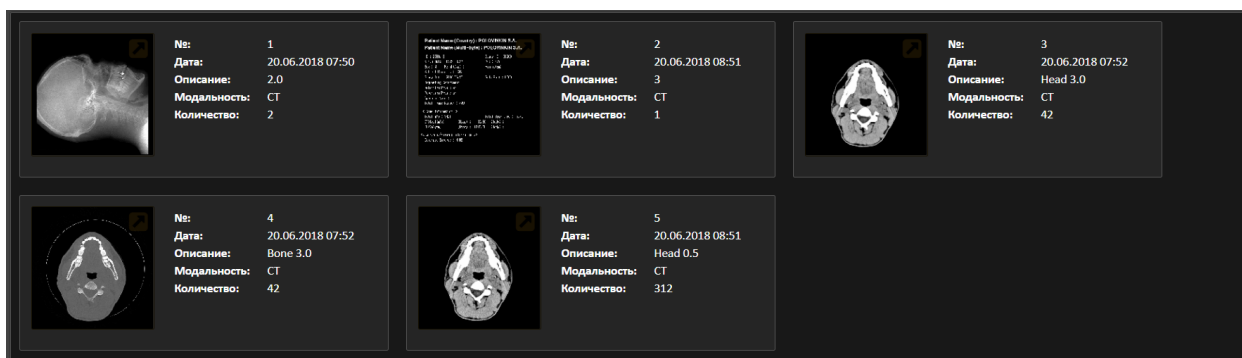 №: 1
Дата: 20.06.2018 07:50
Описание: 2.0
Модальность: CT
Количество: 2
№: 2
Дата: 20.06.2018 08:51
Описание: 3
Модальность: CT
Количество: 1
№: 3
Дата: 20.06.2018 07:52
Описание: Head 3.0
Модальность: CT
Количество: 42
№: 4
Дата: 20.06.2018 07:52
Описание: Bone 3.0
Модальность: CT
Количество: 42
№: 5
Дата: 20.06.2018 08:51
Описание: Head 0.5
Модальность: CT
Количество: 312